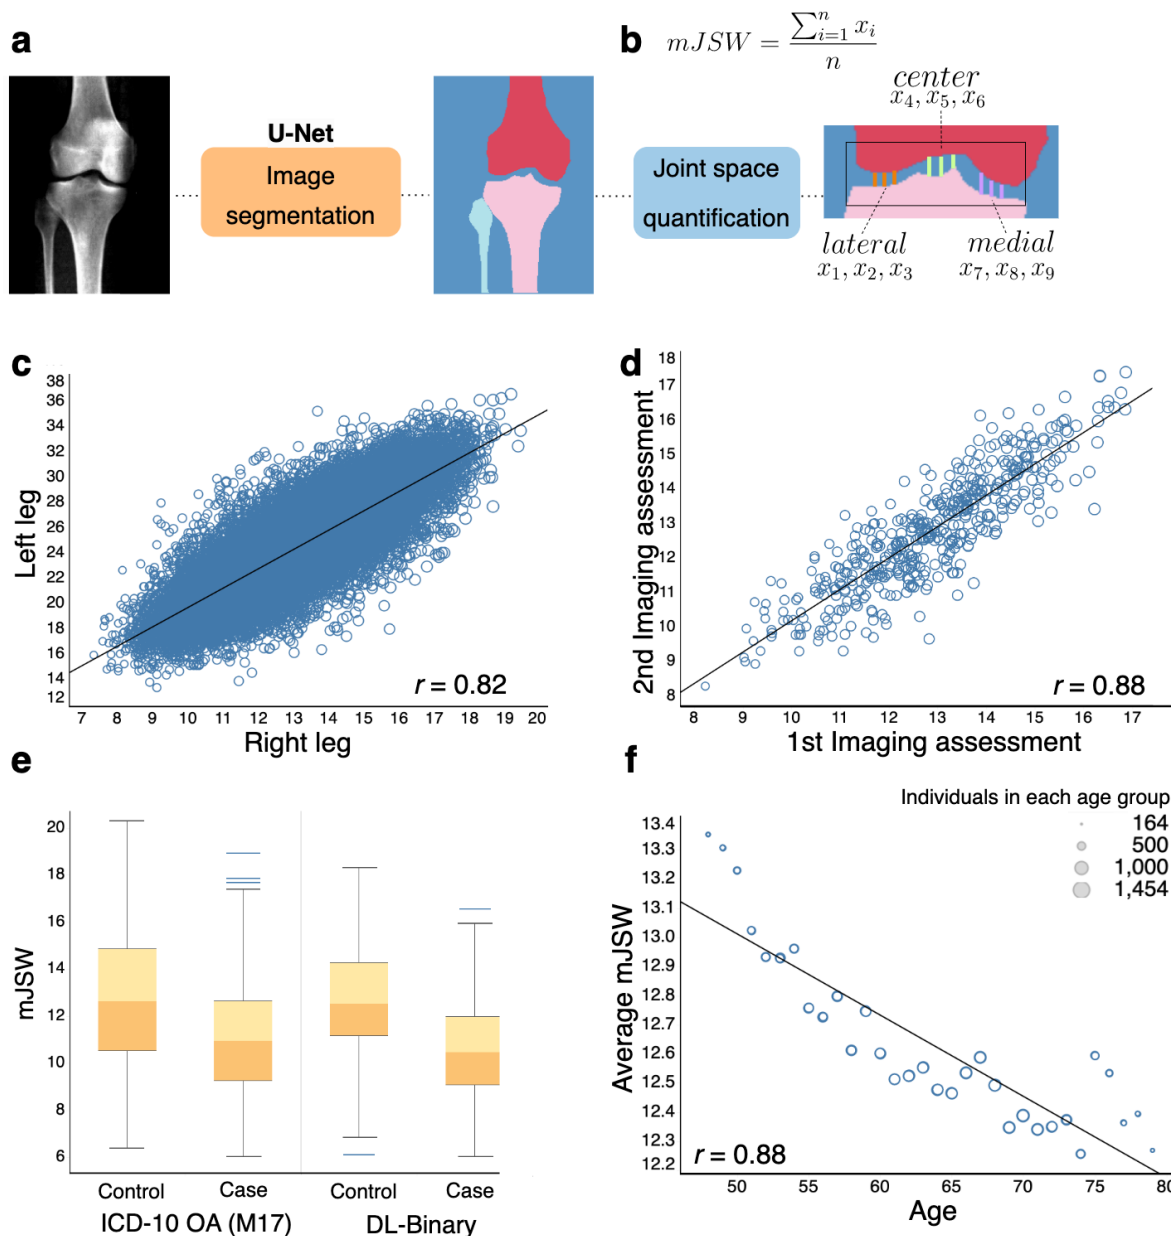 a
U-Net
Image
segmentation
b
mJSW = \frac{\sum_{i=1}^{n} x_i}{n}
Joint space
quantification
center
x₄, x₅, x₆
lateral
x₁, x₂, x₃
medial
x₇, x₈, x₉
c
Left leg
38
36
34
32
30
28
26
24
22
20
18
16
14
12
r = 0.82
7 8 9 10 11 12 13 14 15 16 17 18 19 20
Right leg
d
2nd Imaging assessment
18
17
16
15
14
13
12
11
10
9
8
r = 0.88
8 9 10 11 12 13 14 15 16 17
1st Imaging assessment
e
mJSW
20
18
16
14
12
10
8
6
Control Case Control Case
ICD-10 OA (M17) DL-Binary
f
Individuals in each age group
164
500
1,000
1,454
Average mJSW
13.4
13.3
13.2
13.1
13.0
12.9
12.8
12.7
12.6
12.5
12.4
12.3
12.2
r = 0.88
50 55 60 65 70 75 80
Age